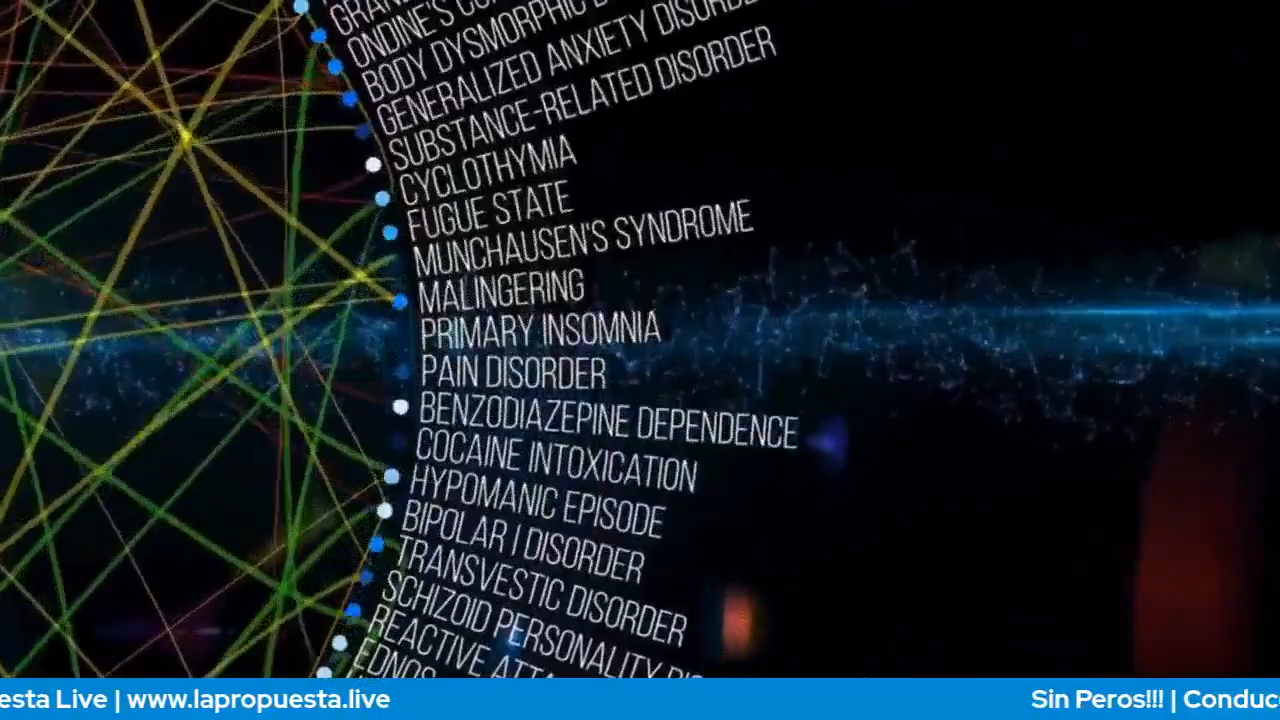 ONDINE'S
BODY DYSMORPHIC
GENERALIZED ANXIETY
SUBSTANCE-RELATED DISORDER
CYCLOTHYMIA
FUGUE STATE
MUNCHAUSEN'S SYNDROME
MALINGERING
PRIMARY INSOMNIA
PAIN DISORDER
BENZODIAZEPINE DEPENDENCE
COCAINE INTOXICATION
HYPOMANIC EPISODE
BIPOLAR I DISORDER
TRANSVESTIC DISORDER
SCHIZOID PERSONALITY
REACTIVE
EDNOS
esta Live | www.lapropuesta.live
Sin Peros!!! | Conduc